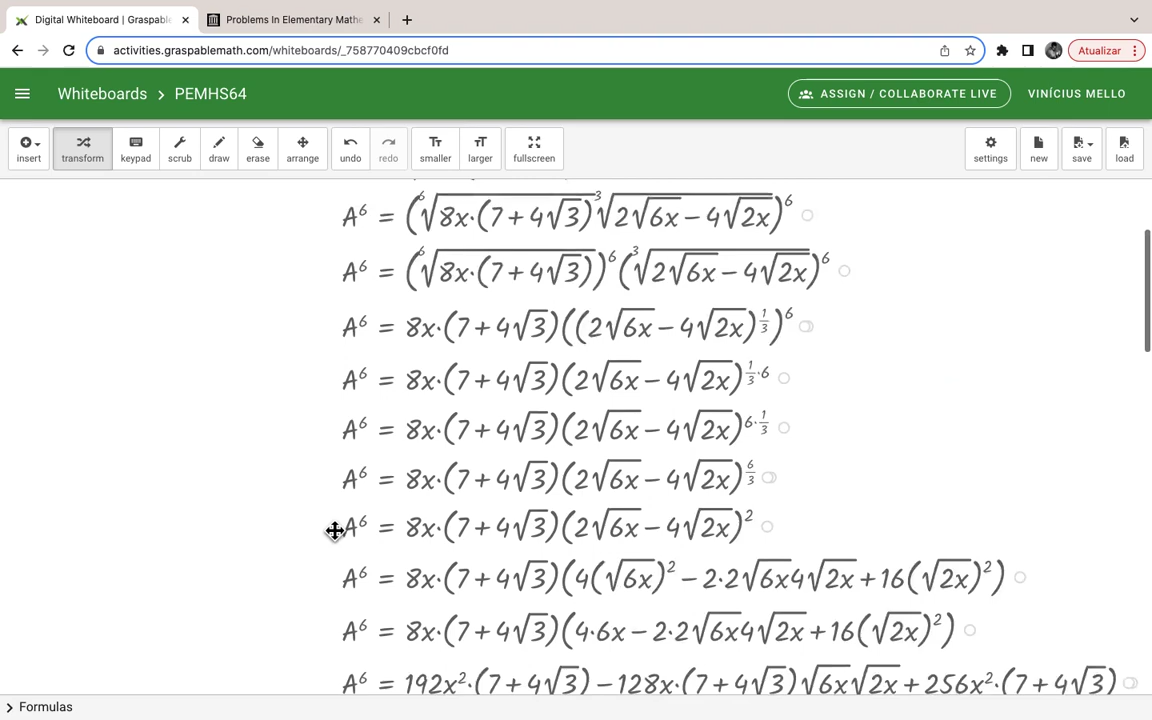 Digital Whiteboard | Graspable
Problems In Elementary Mathe
activities.graspablemath.com/whiteboards/_758770409cbcf0fd
Atualizar
Whiteboards > PEMHS64
ASSIGN / COLLABORATE LIVE
VINÍCIUS MELLO
insert transform keypad scrub draw erase arrange undo redo smaller larger fullscreen settings new save load
A⁶ = (⁶√(8x·(7+4√3)) ³√(2√(6x)−4√(2x)))⁶
A⁶ = (⁶√(8x·(7+4√3)))⁶(³√(2√(6x)−4√(2x)))⁶
A⁶ = 8x·(7+4√3)((2√(6x)−4√(2x))^(1/3))⁶
A⁶ = 8x·(7+4√3)(2√(6x)−4√(2x))^(1/3·6)
A⁶ = 8x·(7+4√3)(2√(6x)−4√(2x))^(6·1/3)
A⁶ = 8x·(7+4√3)(2√(6x)−4√(2x))^(6/3)
A⁶ = 8x·(7+4√3)(2√(6x)−4√(2x))²
A⁶ = 8x·(7+4√3)(4(√(6x))²−2·2√(6x)4√(2x)+16(√(2x))²)
A⁶ = 8x·(7+4√3)(4·6x−2·2√(6x)4√(2x)+16(√(2x))²)
A⁶ = 192x²·(7+4√3)−128x·(7+4√3)√(6x)√(2x)+256x²·(7+4√3)
Formulas